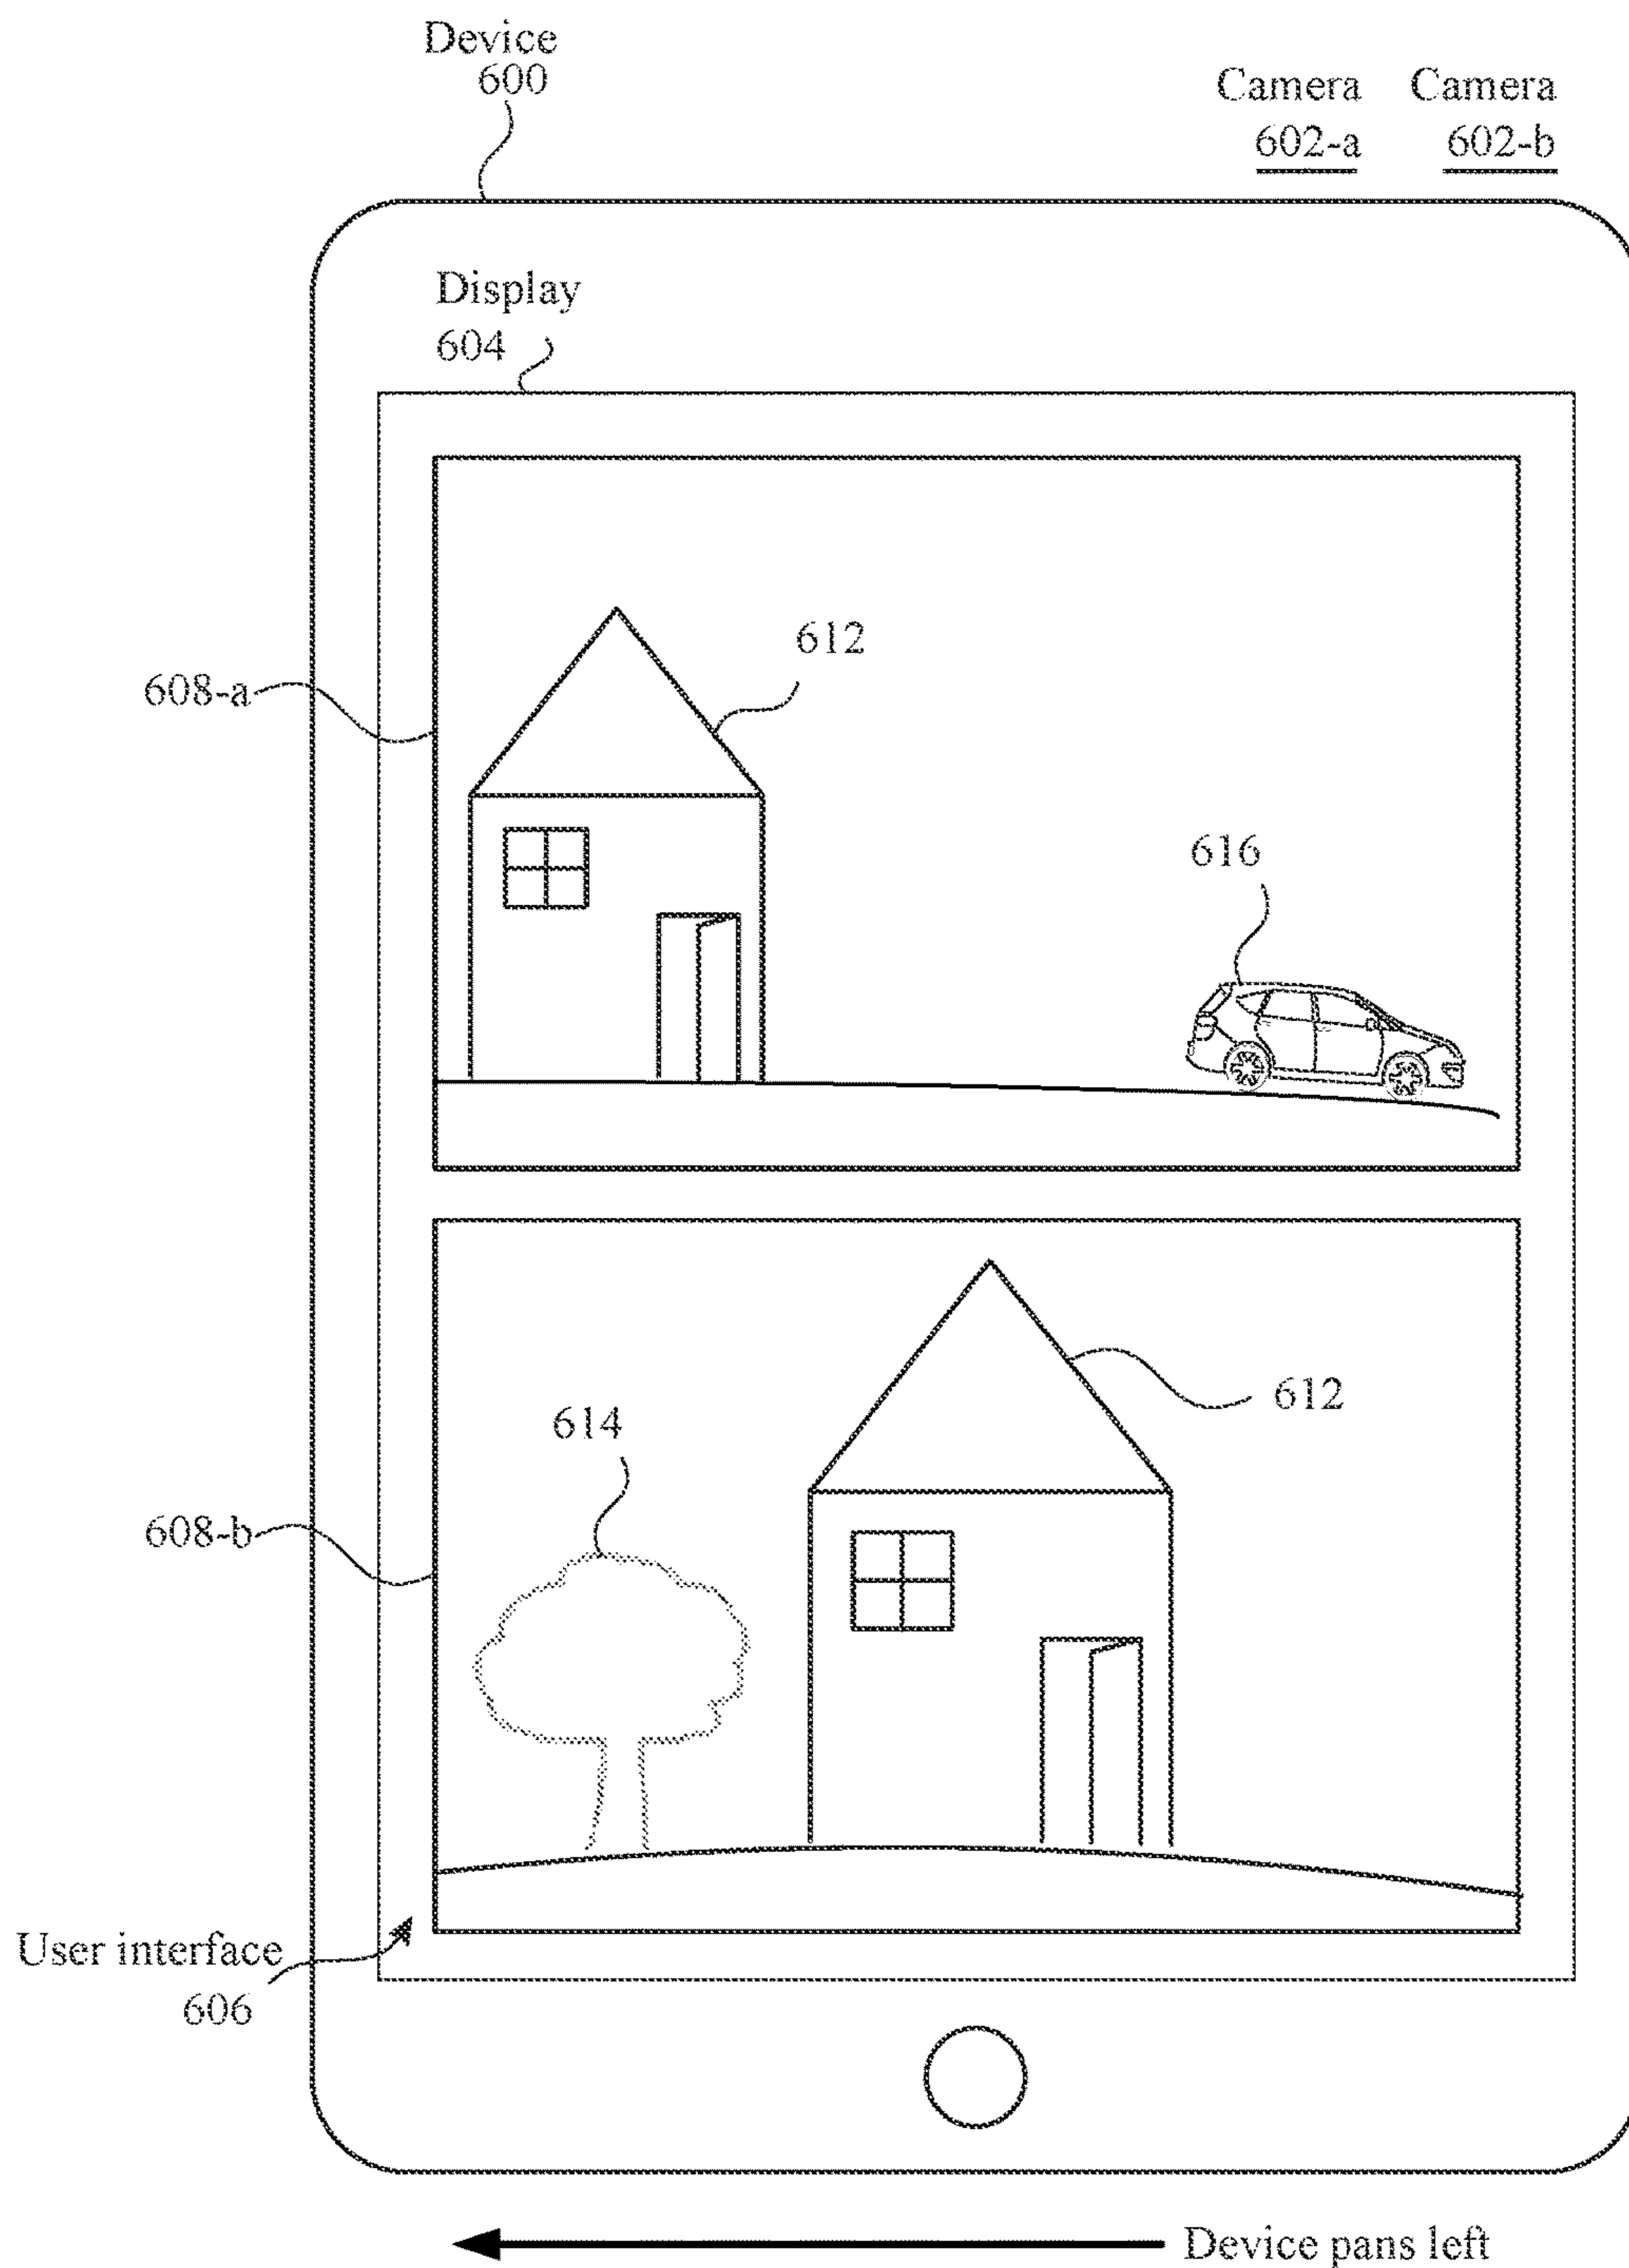 Device
600
Camera Camera
602-a 602-b
Display
604
612
608-a
616
612
614
608-b
User interface
606
Device pans left